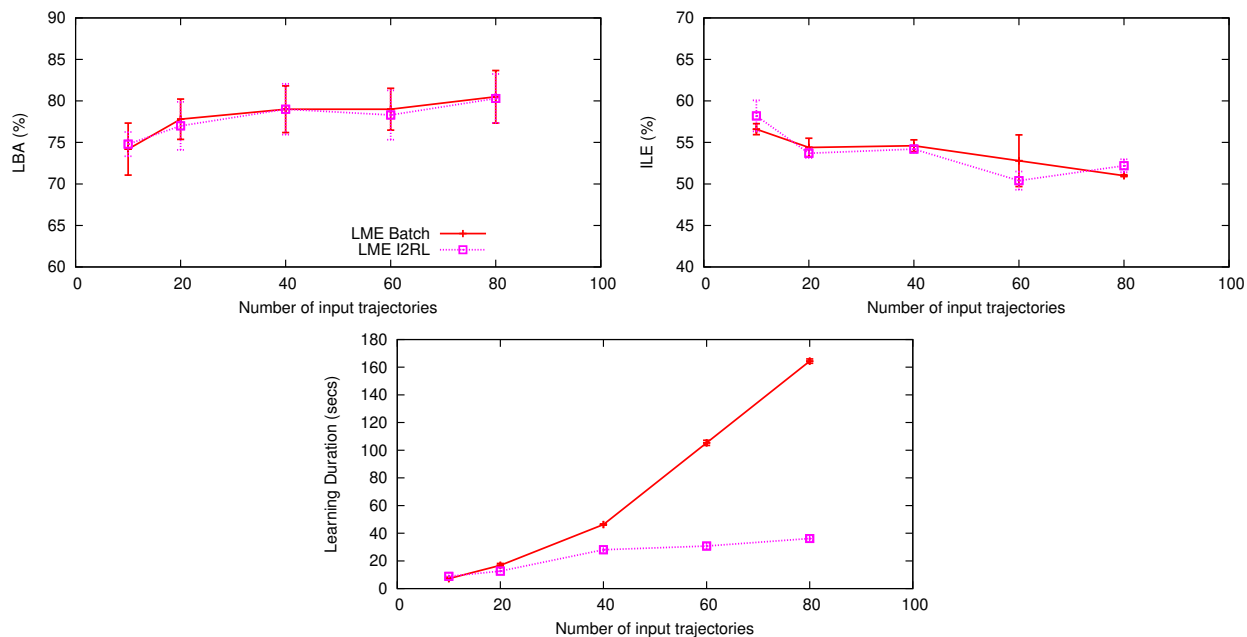 90
85
80
75
70
65
60
LBA (%)
LME Batch
LME I2RL
0 20 40 60 80 100
Number of input trajectories
70
65
60
55
50
45
40
ILE (%)
0 20 40 60 80 100
Number of input trajectories
180
160
140
120
100
80
60
40
20
0
Learning Duration (secs)
0 20 40 60 80 100
Number of input trajectories